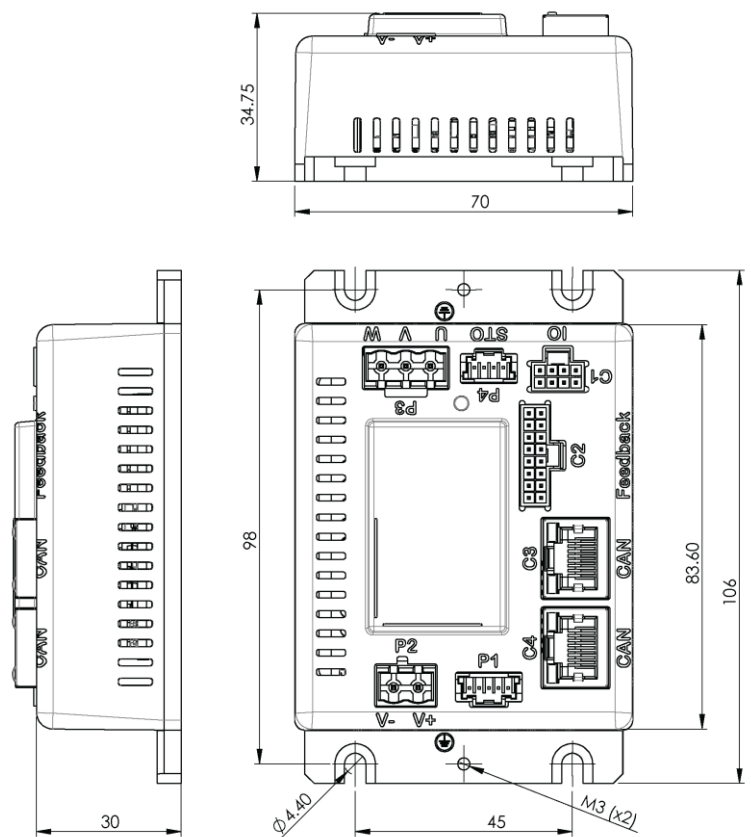 V- V+
34.75
70
W V U STO IO
P3 P4 C1
C2
Feedback
C3 CAN
C4 CAN
P2 P1
V- V+
98
83.60
106
Feedback
CAN
CAN
30
Ø 4.40
45
M3 (x2)